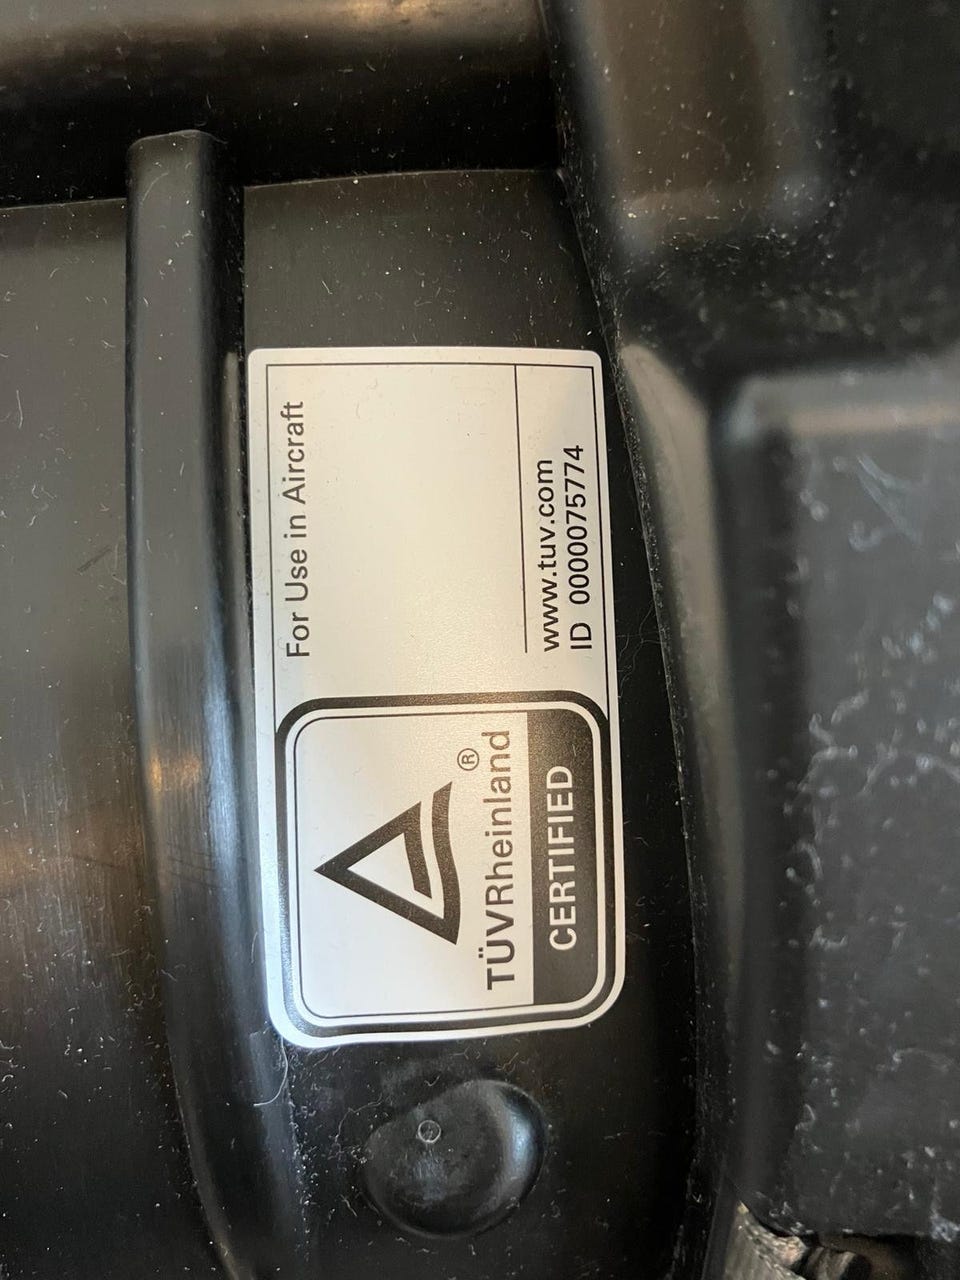 For Use in Aircraft
www.tuv.com
ID 0000075774
TÜVRheinland®
CERTIFIED